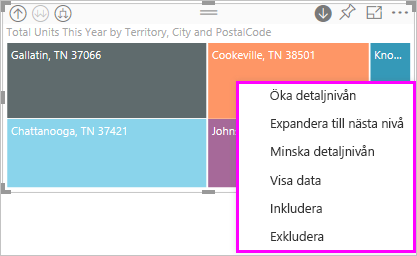 Total Units This Year by Territory, City and PostalCode
Gallatin, TN 37066
Cookeville, TN 38501
Kno...
Chattanooga, TN 37421
Johns
Öka detaljnivån
Expandera till nästa nivå
Minska detaljnivån
Visa data
Inkludera
Exkludera